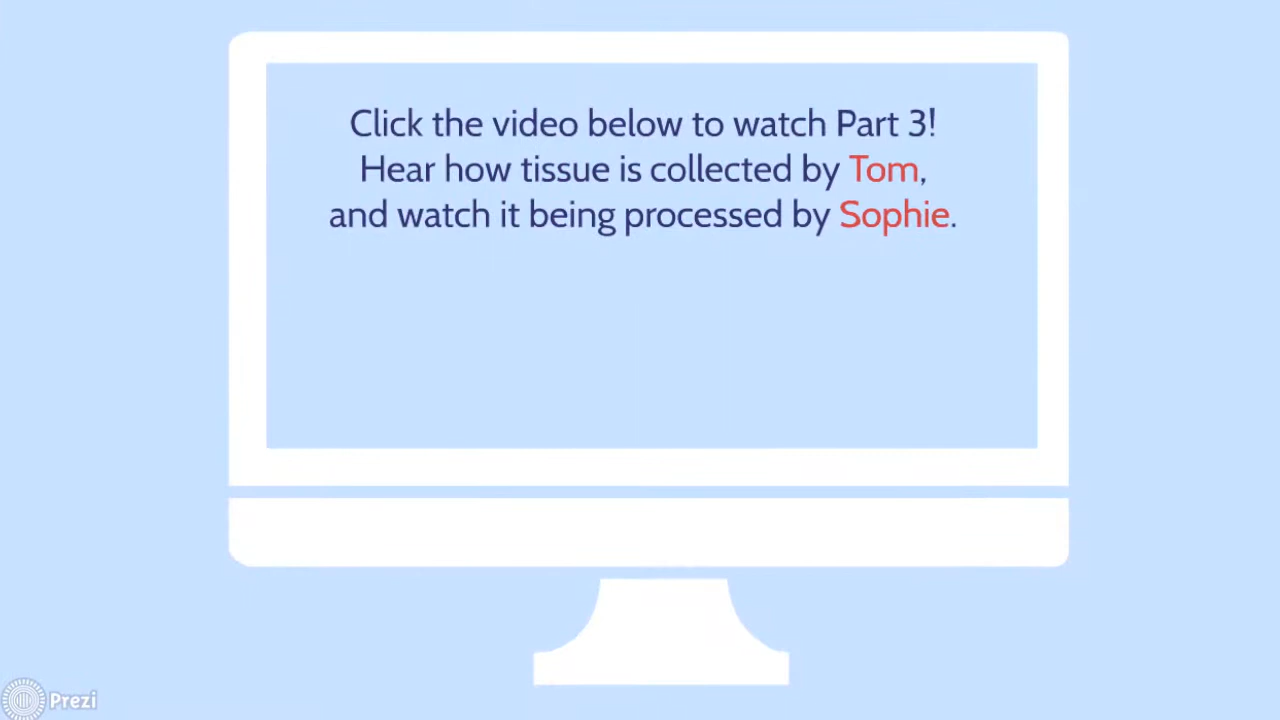 Click the video below to watch Part 3!
Hear how tissue is collected by Tom,
and watch it being processed by Sophie.
Prezi